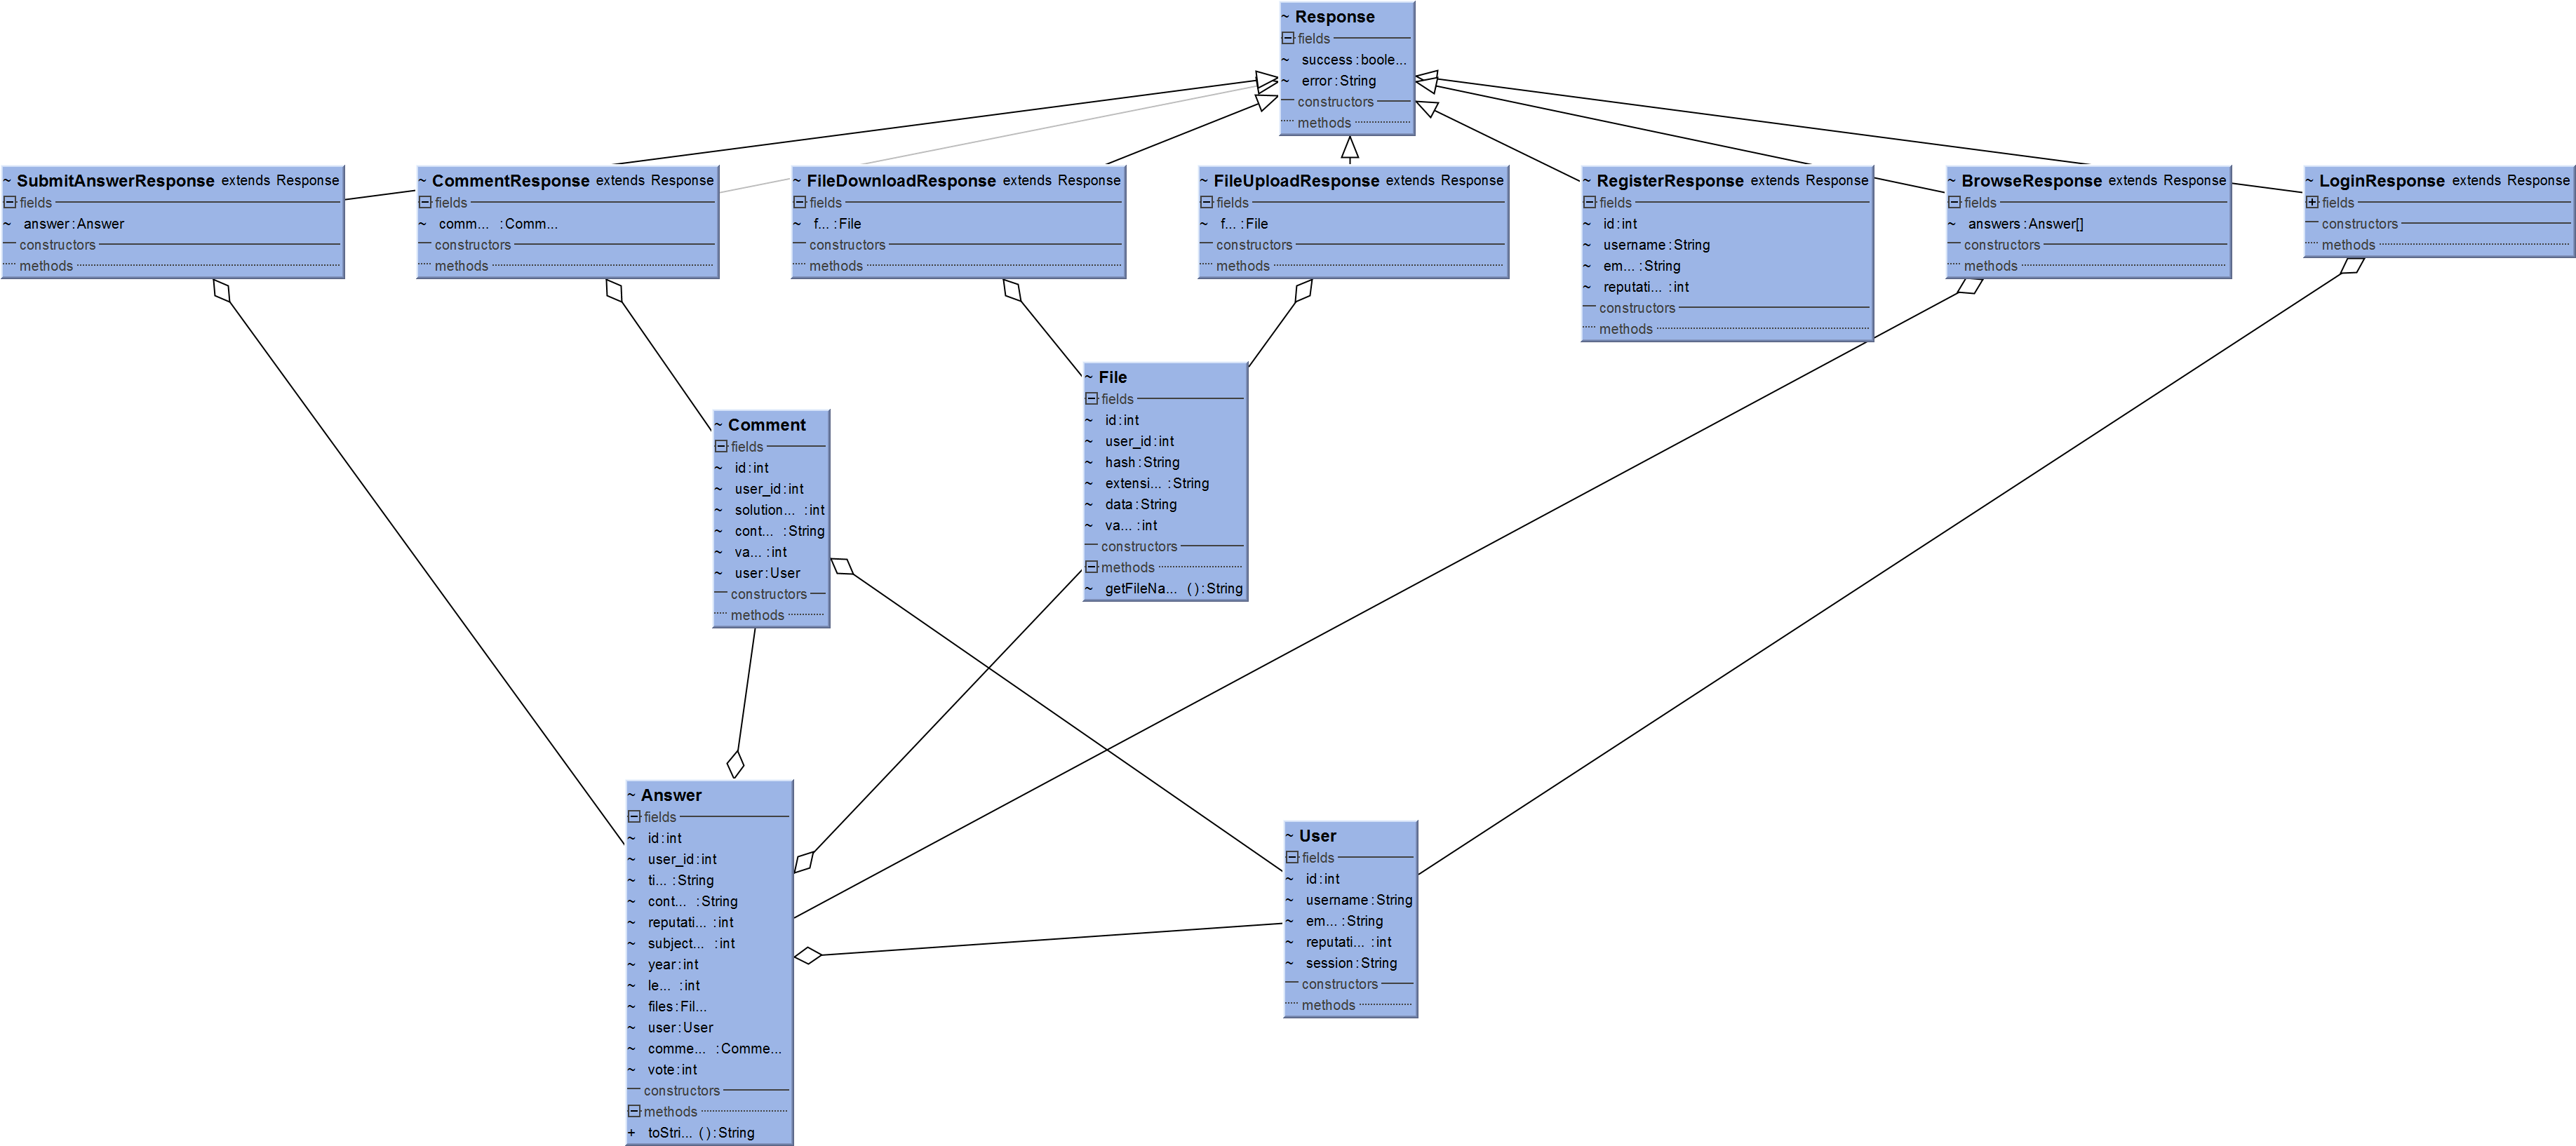 ~ Response
fields
~ success : boole...
~ error : String
constructors
methods
~ SubmitAnswerResponse extends Response
fields
~ answer : Answer
constructors
methods
~ CommentResponse extends Response
fields
~ comm... : Comm...
constructors
methods
~ FileDownloadResponse extends Response
fields
~ f... : File
constructors
methods
~ FileUploadResponse extends Response
fields
~ f... : File
constructors
methods
~ RegisterResponse extends Response
fields
~ id : int
~ username : String
~ em... : String
~ reputati... : int
constructors
methods
~ BrowseResponse extends Response
fields
~ answers : Answer[]
constructors
methods
~ LoginResponse extends Response
fields
constructors
methods
~ File
fields
~ id : int
~ user_id : int
~ hash : String
~ extensi... : String
~ data : String
~ va... : int
constructors
methods
~ getFileNa... ( ) : String
~ Comment
fields
~ id : int
~ user_id : int
~ solution... : int
~ cont... : String
~ va... : int
~ user : User
constructors
methods
~ Answer
fields
~ id : int
~ user_id : int
~ ti... : String
~ cont... : String
~ reputati... : int
~ subject... : int
~ year : int
~ le... : int
~ files : Fil...
~ user : User
~ comme... : Comme...
~ vote : int
constructors
methods
+ toStri... ( ) : String
~ User
fields
~ id : int
~ username : String
~ em... : String
~ reputati... : int
~ session : String
constructors
methods